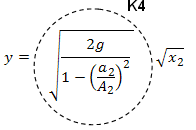 K4
y = √(2g / (1 − (a₂/A₂)²)) √x₂